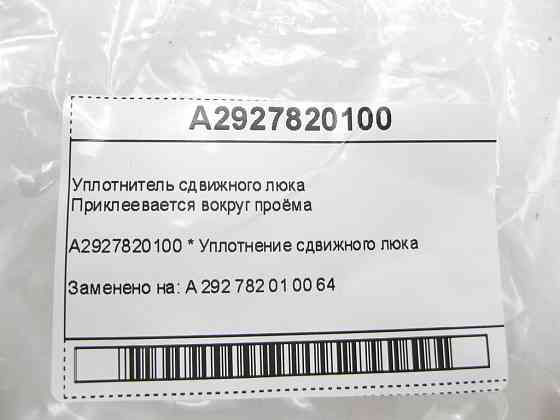 A2927820100
Уплотнитель сдвижного люка
Приклеевается вокруг проёма
A2927820100 * Уплотнение сдвижного люка
Заменено на: A 292 782 01 00 64